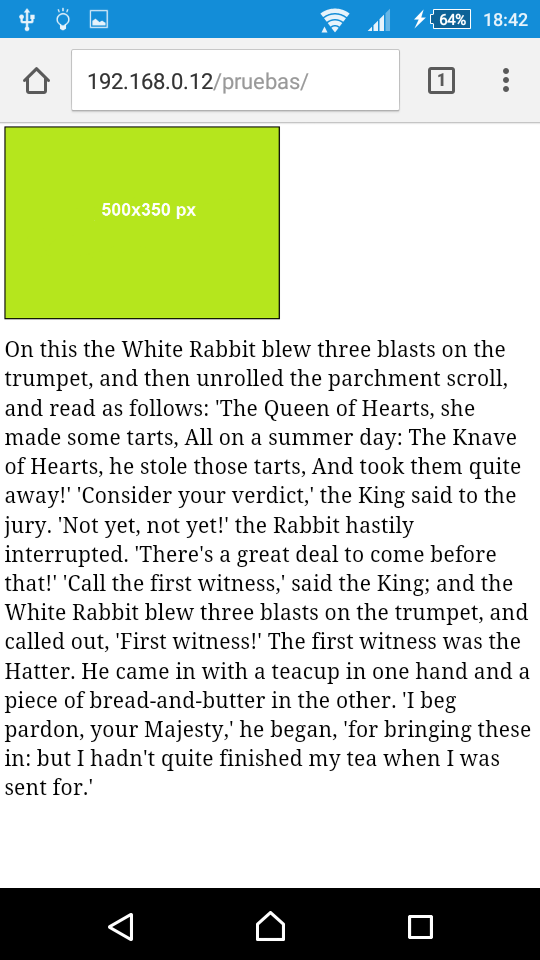 64%
18:42
192.168.0.12/pruebas/
1
500x350 px
On this the White Rabbit blew three blasts on the
trumpet, and then unrolled the parchment scroll,
and read as follows: 'The Queen of Hearts, she
made some tarts, All on a summer day: The Knave
of Hearts, he stole those tarts, And took them quite
away!' 'Consider your verdict,' the King said to the
jury. 'Not yet, not yet!' the Rabbit hastily
interrupted. 'There's a great deal to come before
that!' 'Call the first witness,' said the King; and the
White Rabbit blew three blasts on the trumpet, and
called out, 'First witness!' The first witness was the
Hatter. He came in with a teacup in one hand and a
piece of bread-and-butter in the other. 'I beg
pardon, your Majesty,' he began, 'for bringing these
in: but I hadn't quite finished my tea when I was
sent for.'